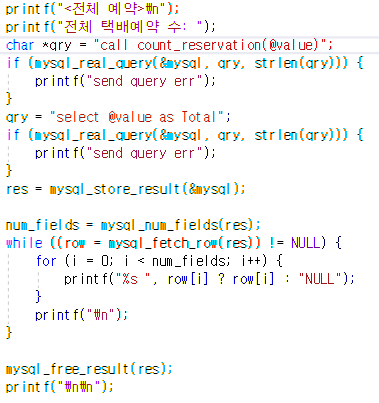 printf("<전체 예약>₩n");
printf("전체 택배예약 수: ");
char *qry = "call count_reservation(@value)";
if (mysql_real_query(&mysql, qry, strlen(qry))) {
printf("send query err");
}
qry = "select @value as Total";
if (mysql_real_query(&mysql, qry, strlen(qry))) {
printf("send query err");
}
res = mysql_store_result(&mysql);
num_fields = mysql_num_fields(res);
while ((row = mysql_fetch_row(res)) != NULL) {
for (i = 0; i < num_fields; i++) {
printf("%s ", row[i] ? row[i] : "NULL");
}
printf("₩n");
}
mysql_free_result(res);
printf("₩n₩n");